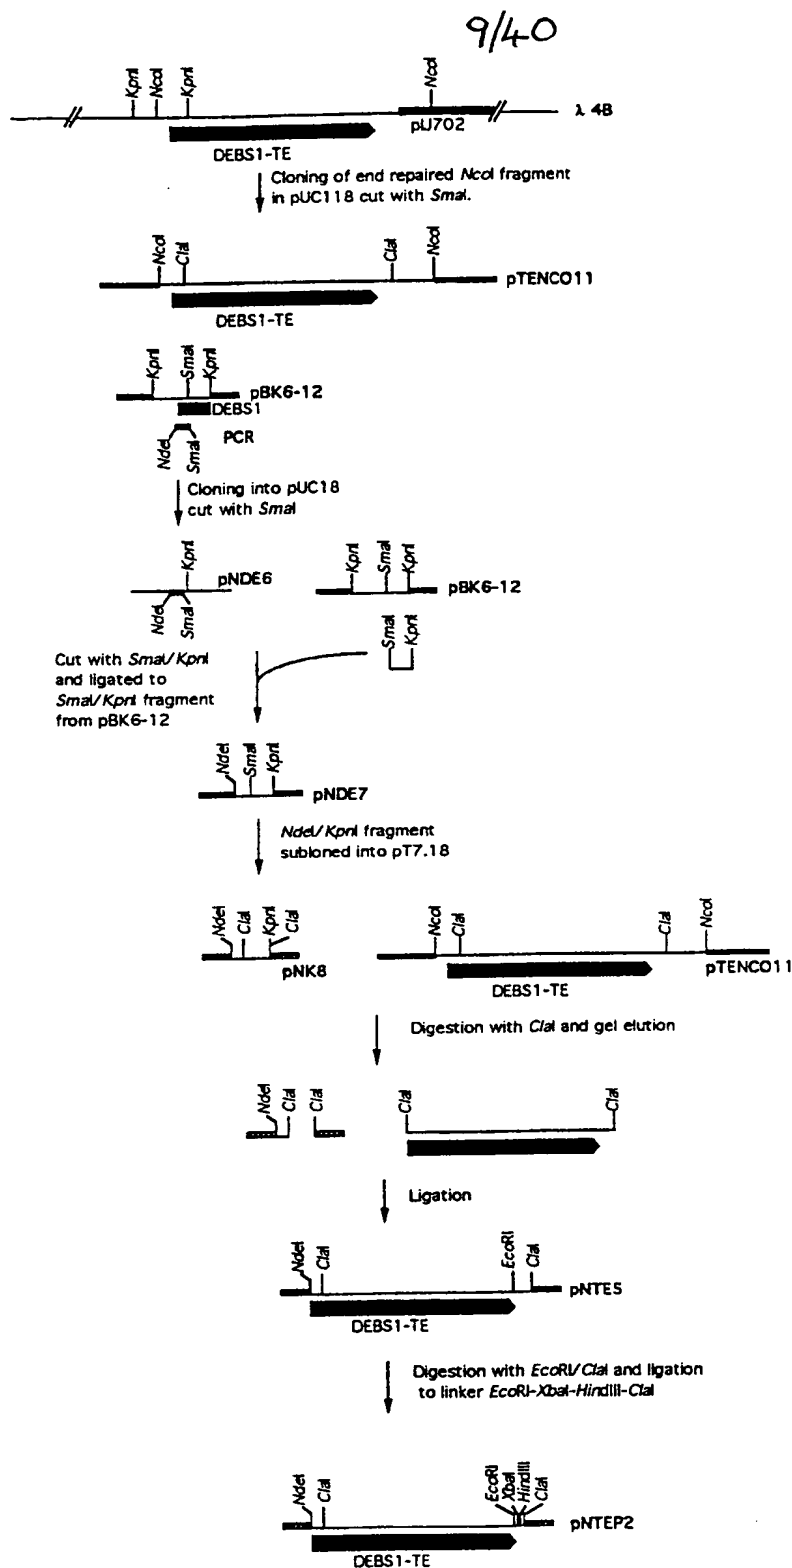 9/40
KpnI NcoI KpnI NcoI
λ 4B
pIJ702
DEBS1-TE
Cloning of end repaired NcoI fragment
in pUC118 cut with SmaI.
NcoI ClaI ClaI NcoI
pTENCO11
DEBS1-TE
KpnI SmaI KpnI
pBK6-12
DEBS1
PCR
NdeI SmaI
Cloning into pUC18
cut with SmaI
KpnI
pNDE6
NdeI SmaI
KpnI SmaI KpnI
pBK6-12
SmaI KpnI
Cut with SmaI/KpnI
and ligated to
SmaI/KpnI fragment
from pBK6-12
NdeI SmaI KpnI
pNDE7
NdeI/KpnI fragment
subloned into pT7.18
NdeI ClaI KpnI ClaI
pNK8
NcoI ClaI ClaI NcoI
pTENCO11
DEBS1-TE
Digestion with ClaI and gel elution
NdeI ClaI ClaI
ClaI ClaI
Ligation
NdeI ClaI EcoRI ClaI
pNTE5
DEBS1-TE
Digestion with EcoRI/ClaI and ligation
to linker EcoRI-XbaI-HindIII-ClaI
NdeI ClaI EcoRI XbaI HindIII ClaI
pNTEP2
DEBS1-TE